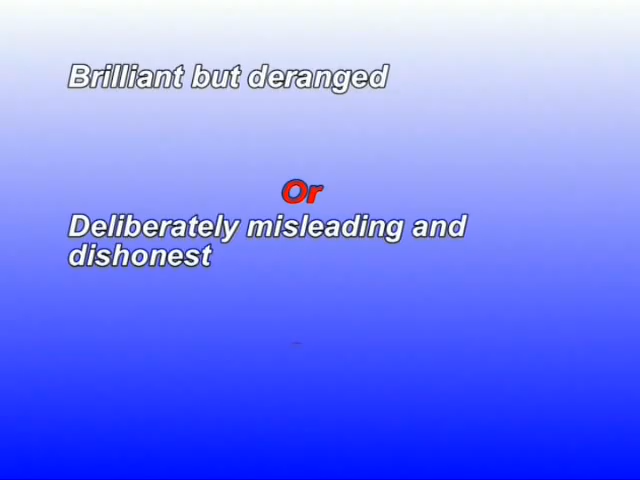 Brilliant but deranged
Or
Deliberately misleading and
dishonest